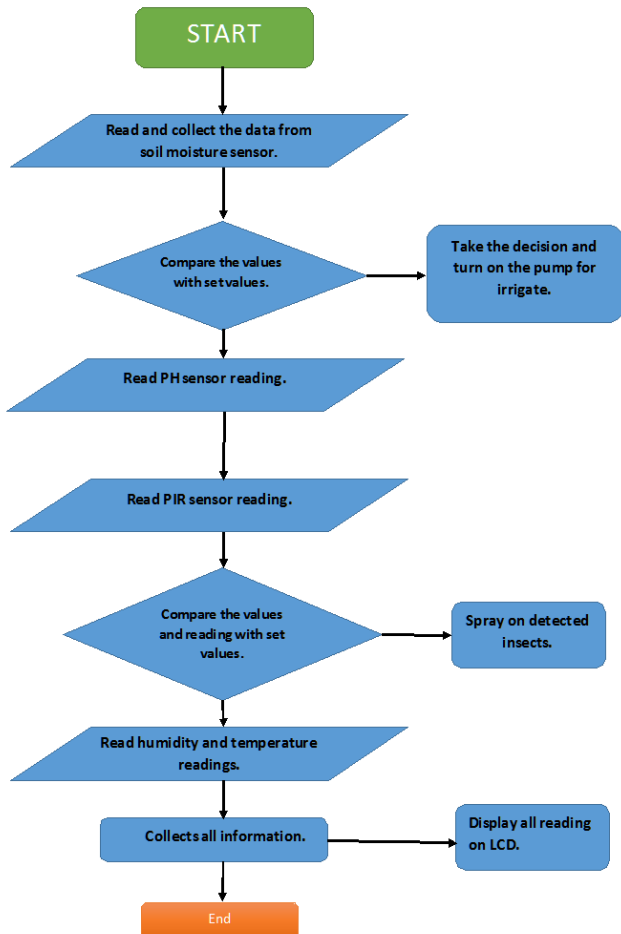 START
Read and collect the data from
soil moisture sensor.
Compare the values
with set values.
Take the decision and
turn on the pump for
irrigate.
Read PH sensor reading.
Read PIR sensor reading.
Compare the values
and reading with set
values.
Spray on detected
insects.
Read humidity and temperature
readings.
Collects all information.
Display all reading
on LCD.
End